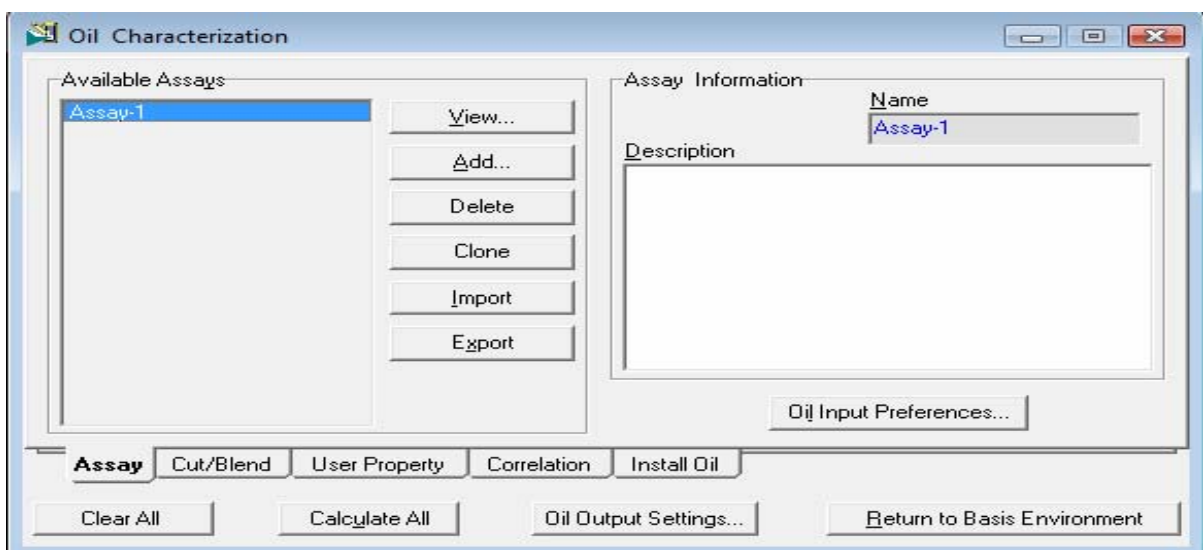 Oil Characterization
Available Assays
Assay-1
View...
Add...
Delete
Clone
Import
Export
Assay Information
Name
Assay-1
Description
Oil Input Preferences...
Assay
Cut/Blend
User Property
Correlation
Install Oil
Clear All
Calculate All
Oil Output Settings...
Return to Basis Environment